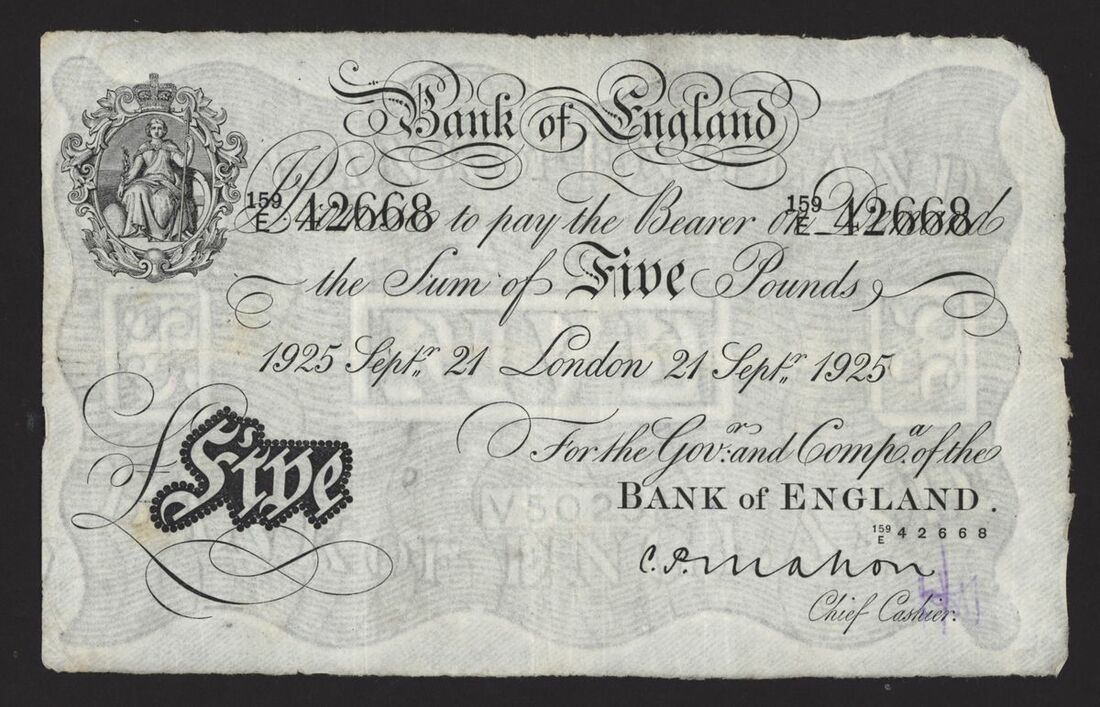 Bank of England
159
E 42668 159
E 42668
I Promise to pay the Bearer on Demand
the Sum of Five Pounds
1925 Septr. 21 London 21 Septr. 1925
For the Govr. and Compa. of the
BANK of ENGLAND.
£Five
159
E 42668
C.P. Mahon
Chief Cashier.